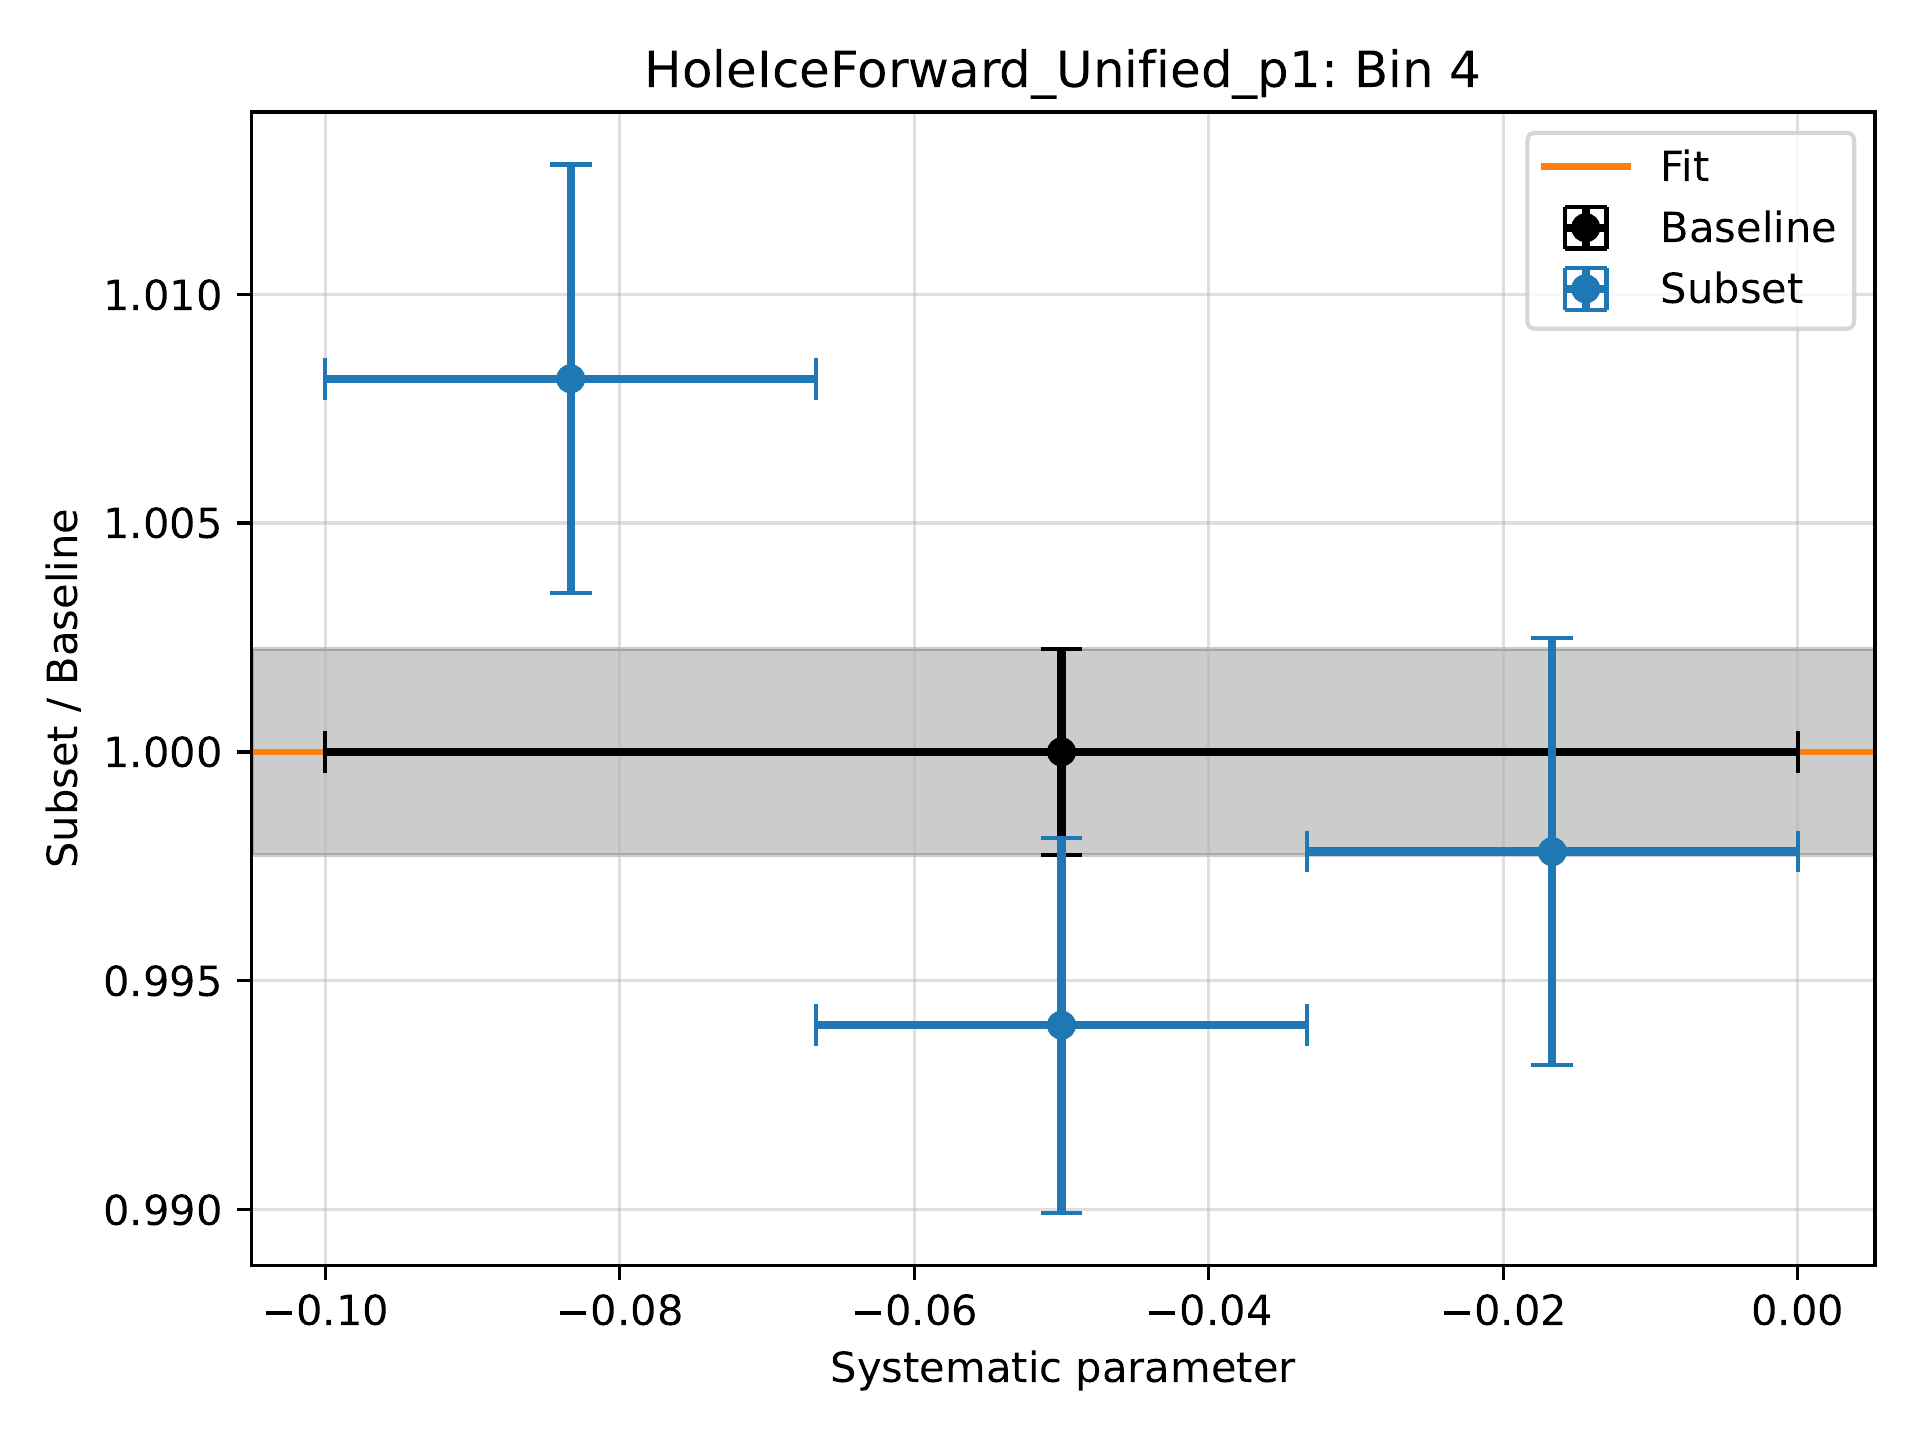 HoleIceForward_Unified_p1: Bin 4
Fit
Baseline
Subset
1.010
1.005
1.000
0.995
0.990
Subset / Baseline
−0.10 −0.08 −0.06 −0.04 −0.02 0.00
Systematic parameter